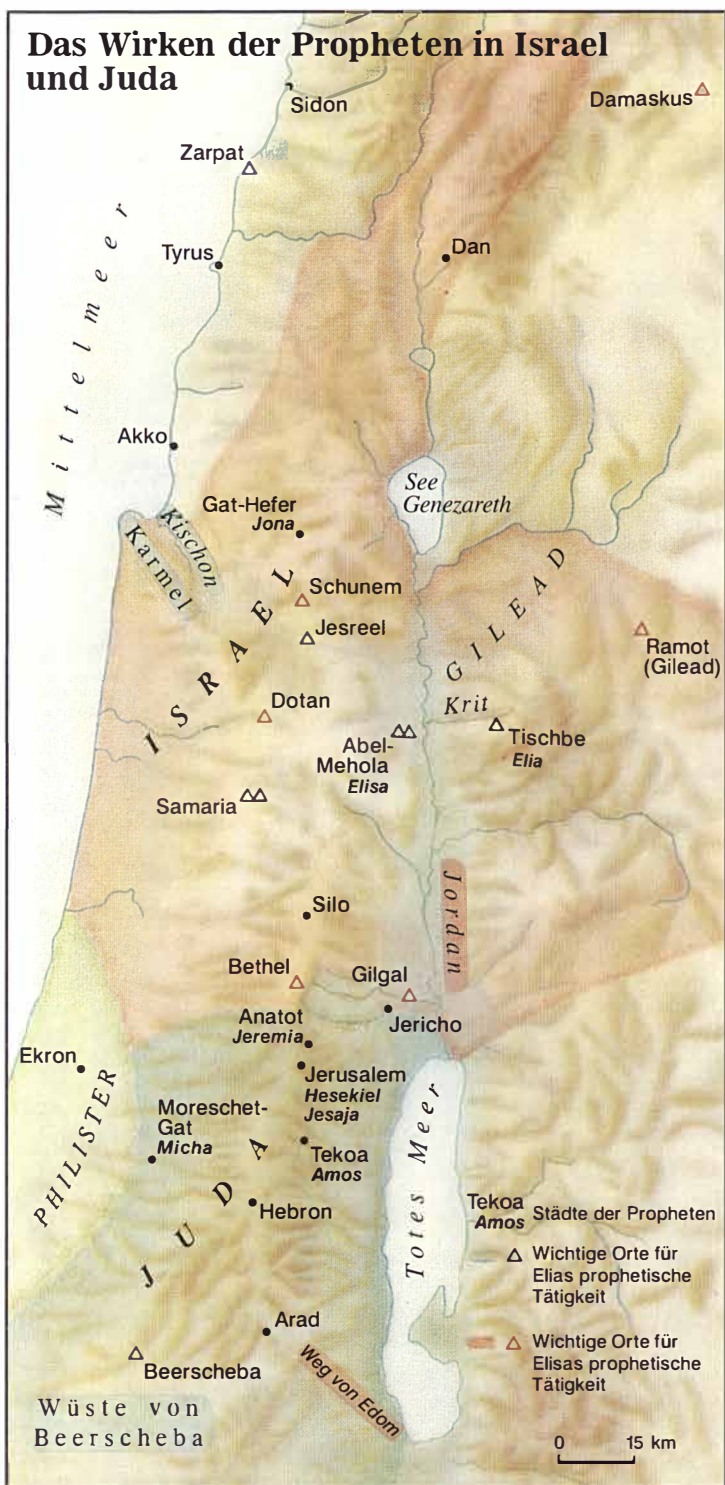 Das Wirken der Propheten in Israel
und Juda
Sidon
Damaskus
Zarpat
Mittelmeer
Tyrus
Dan
Akko
See
Genezareth
Gat-Hefer
Jona
Kischon
Karmel
Schunem
GILEAD
ISRAEL
Jesreel
Ramot
(Gilead)
Krit
Dotan
Tischbe
Elia
Abel-
Mehola
Elisa
Samaria
Jordan
Silo
Bethel
Gilgal
Jericho
Anatot
Jeremia
Ekron
Jerusalem
Hesekiel
Jesaja
PHILISTER
Moreschet-
Gat
Micha
Tekoa
Amos
JUDA
Totes Meer
Hebron
Tekoa
Amos
Städte der Propheten
Wichtige Orte für
Elias prophetische
Tätigkeit
Arad
Beerscheba
Weg von Edom
Wichtige Orte für
Elisas prophetische
Tätigkeit
Wüste von
Beerscheba
0 15 km